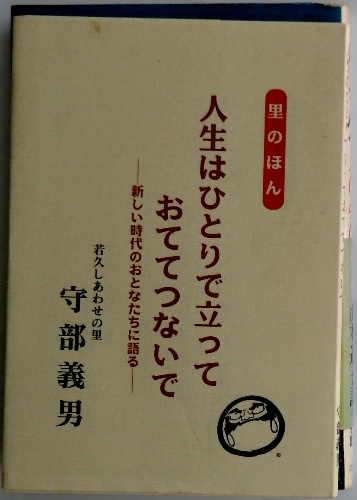 里のほん
人生はひとりで立って
おててつないで
―新しい時代のおとなたちに語る―
若久しあわせの里
守部義男